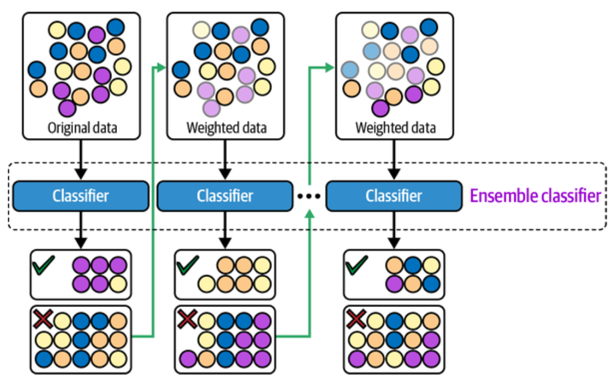 Original data
Weighted data
Weighted data
Classifier
Classifier
•••
Classifier
Ensemble classifier